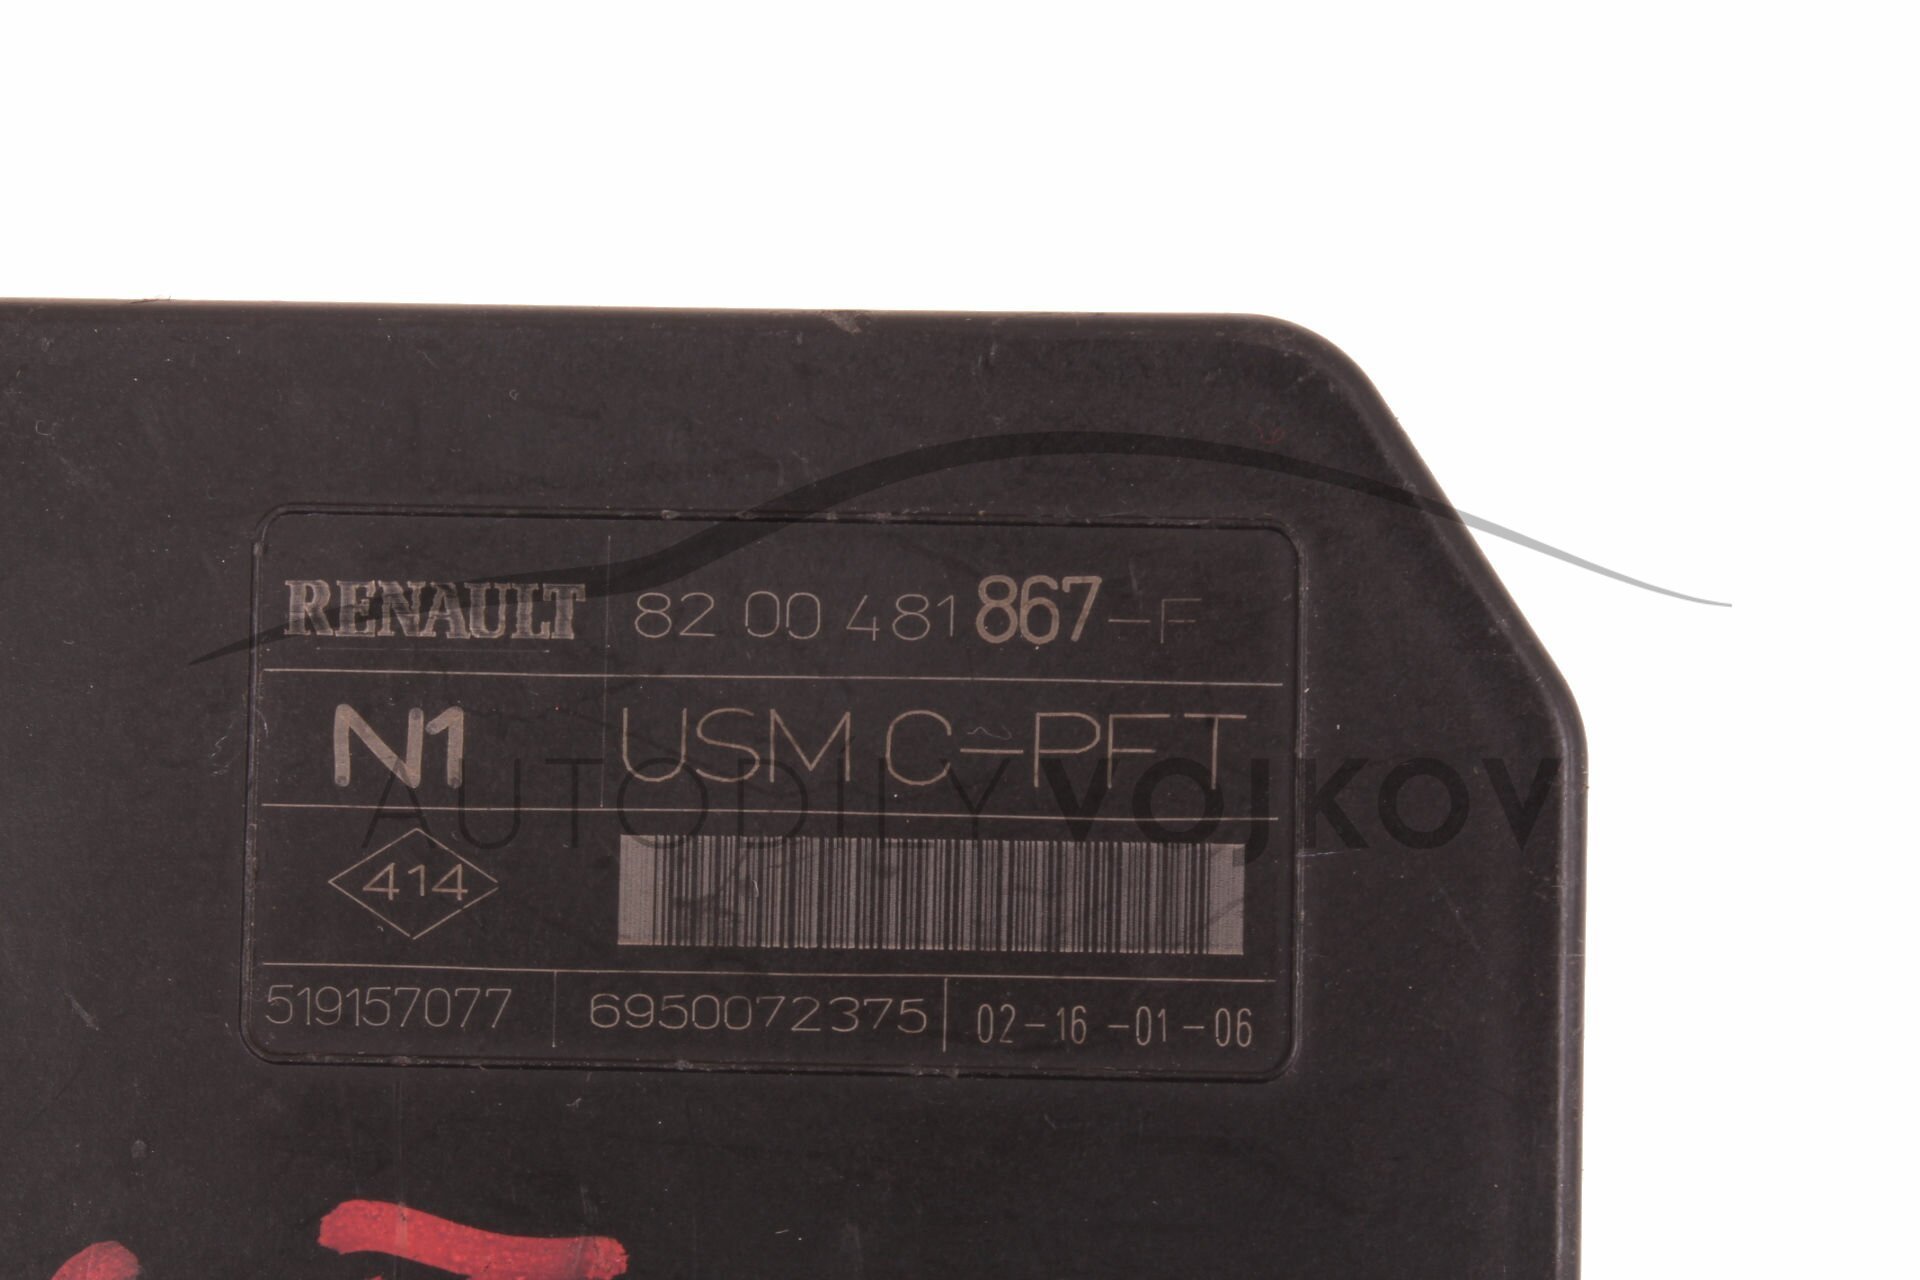 RENAULT 82 00 481 867-F
N1 USM C-PFT
AUTODILY VOJKOV
414
519157077 6950072375 02-16-01-06